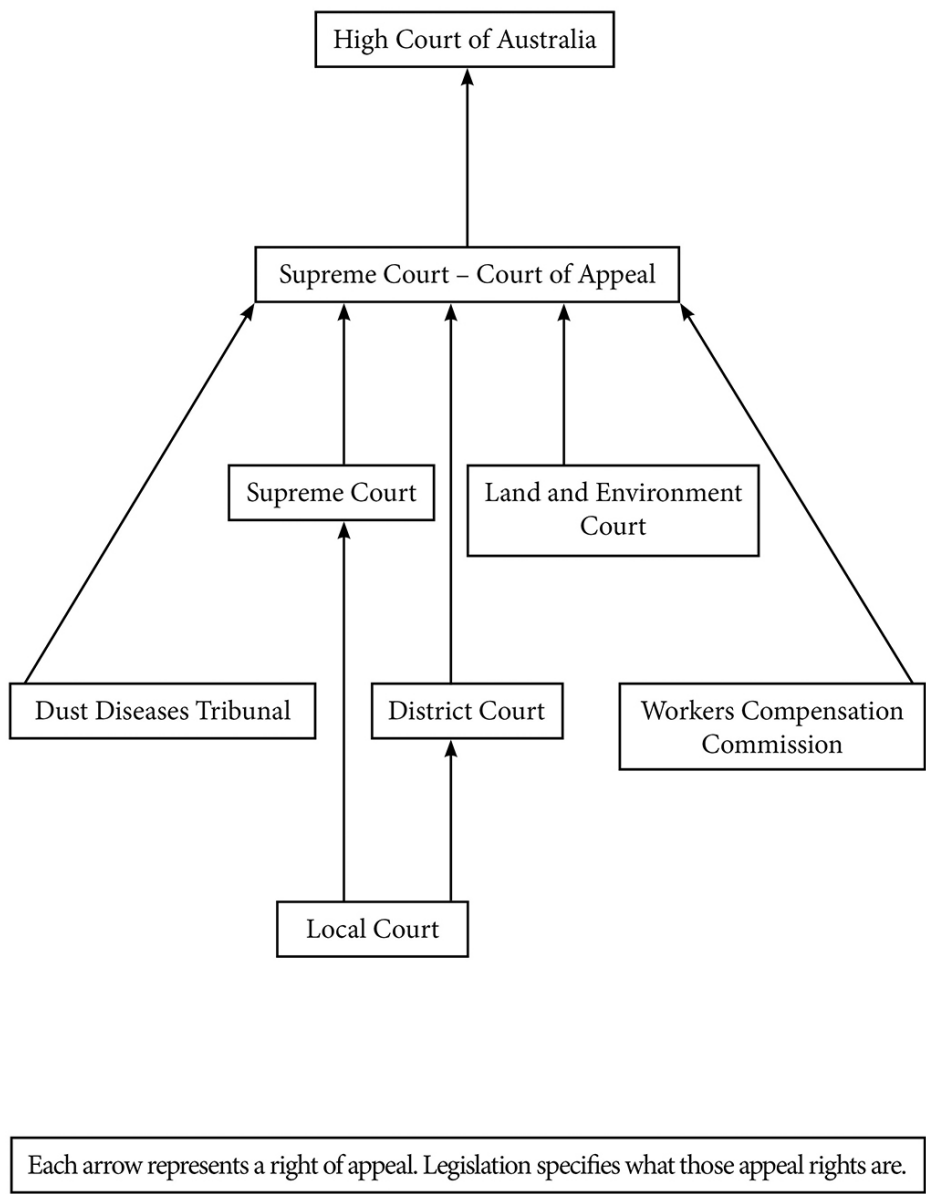 High Court of Australia
Supreme Court – Court of Appeal
Supreme Court
Land and Environment
Court
Dust Diseases Tribunal
District Court
Workers Compensation
Commission
Local Court
Each arrow represents a right of appeal. Legislation specifies what those appeal rights are.